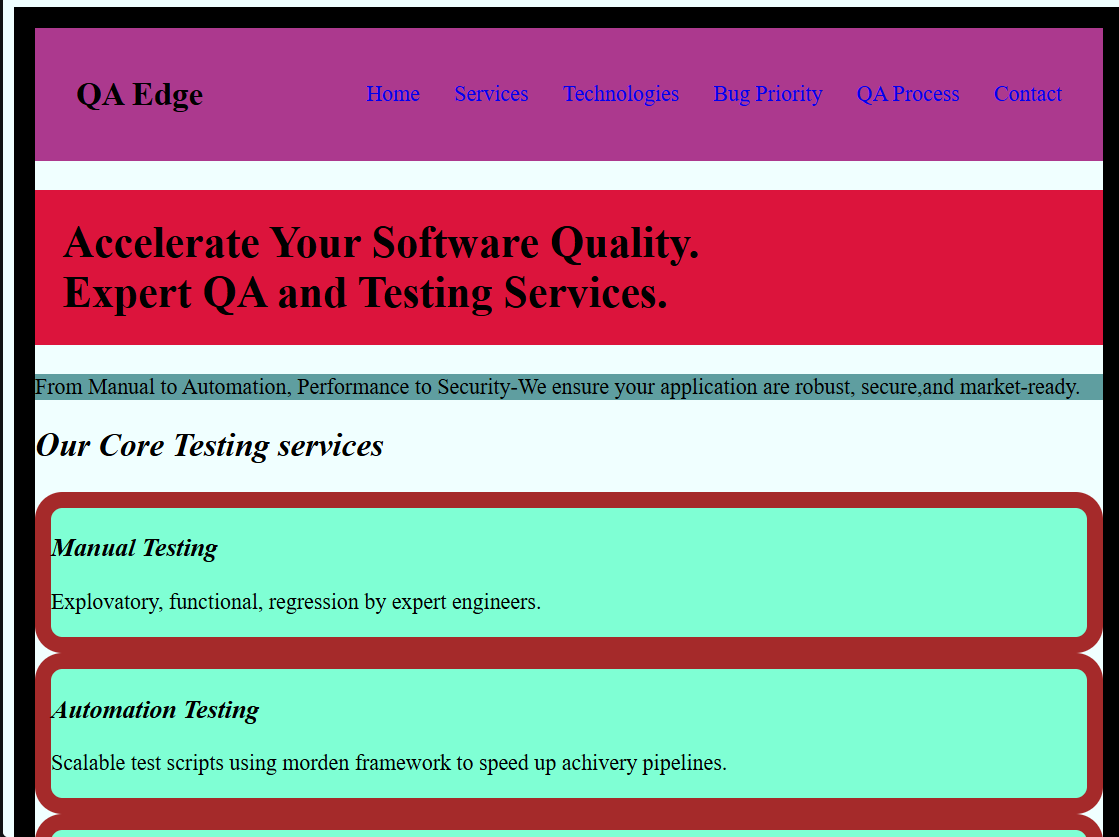 QA Edge
Home Services Technologies Bug Priority QA Process Contact
Accelerate Your Software Quality.
Expert QA and Testing Services.
From Manual to Automation, Performance to Security-We ensure your application are robust, secure,and market-ready.
Our Core Testing services
Manual Testing
Explovatory, functional, regression by expert engineers.
Automation Testing
Scalable test scripts using morden framework to speed up achivery pipelines.